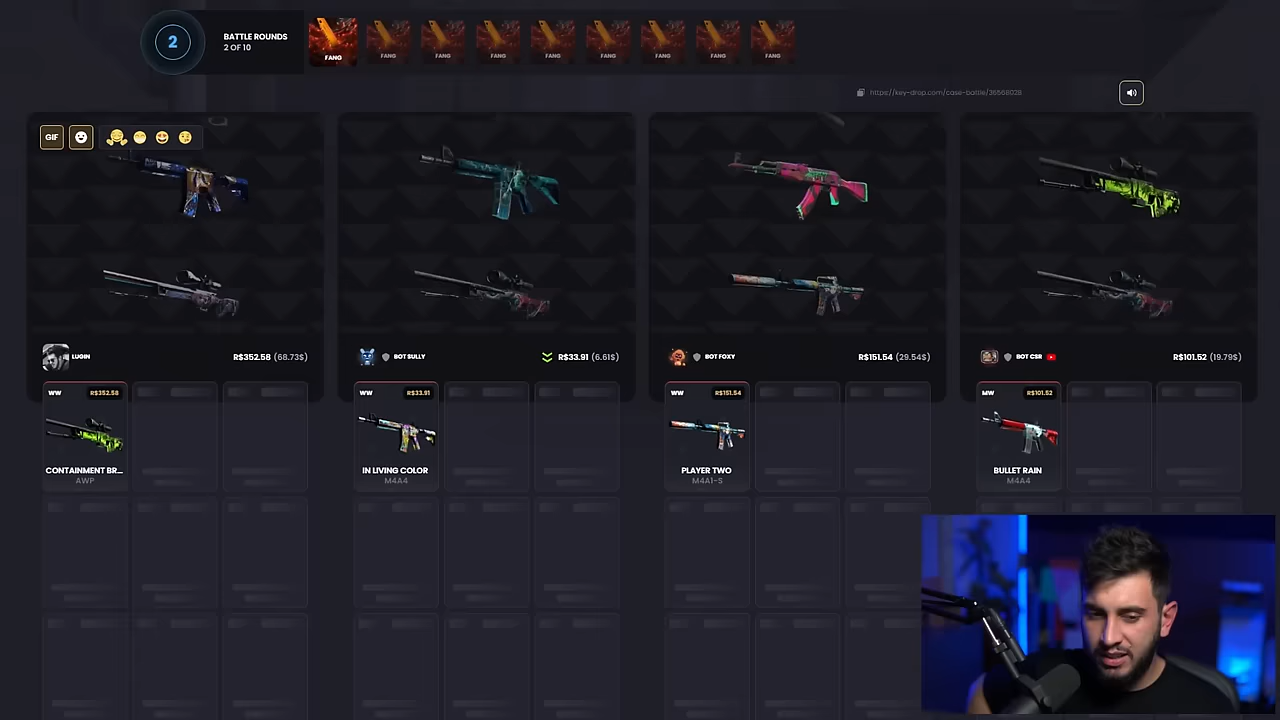 2
BATTLE ROUNDS
2 OF 10
FANG
FANG
FANG
FANG
FANG
FANG
FANG
FANG
FANG
https://key-drop.com/case-battle/36568028
GIF
LUGIN
R$352.58 (68.73$)
BOT SULLY
R$33.91 (6.61$)
BOT FOXY
R$151.54 (29.54$)
BOT CSR
R$101.52 (19.79$)
WW
R$352.58
CONTAINMENT BR...
AWP
WW
R$33.91
IN LIVING COLOR
M4A4
WW
R$151.54
PLAYER TWO
M4A1-S
MW
R$101.52
BULLET RAIN
M4A4